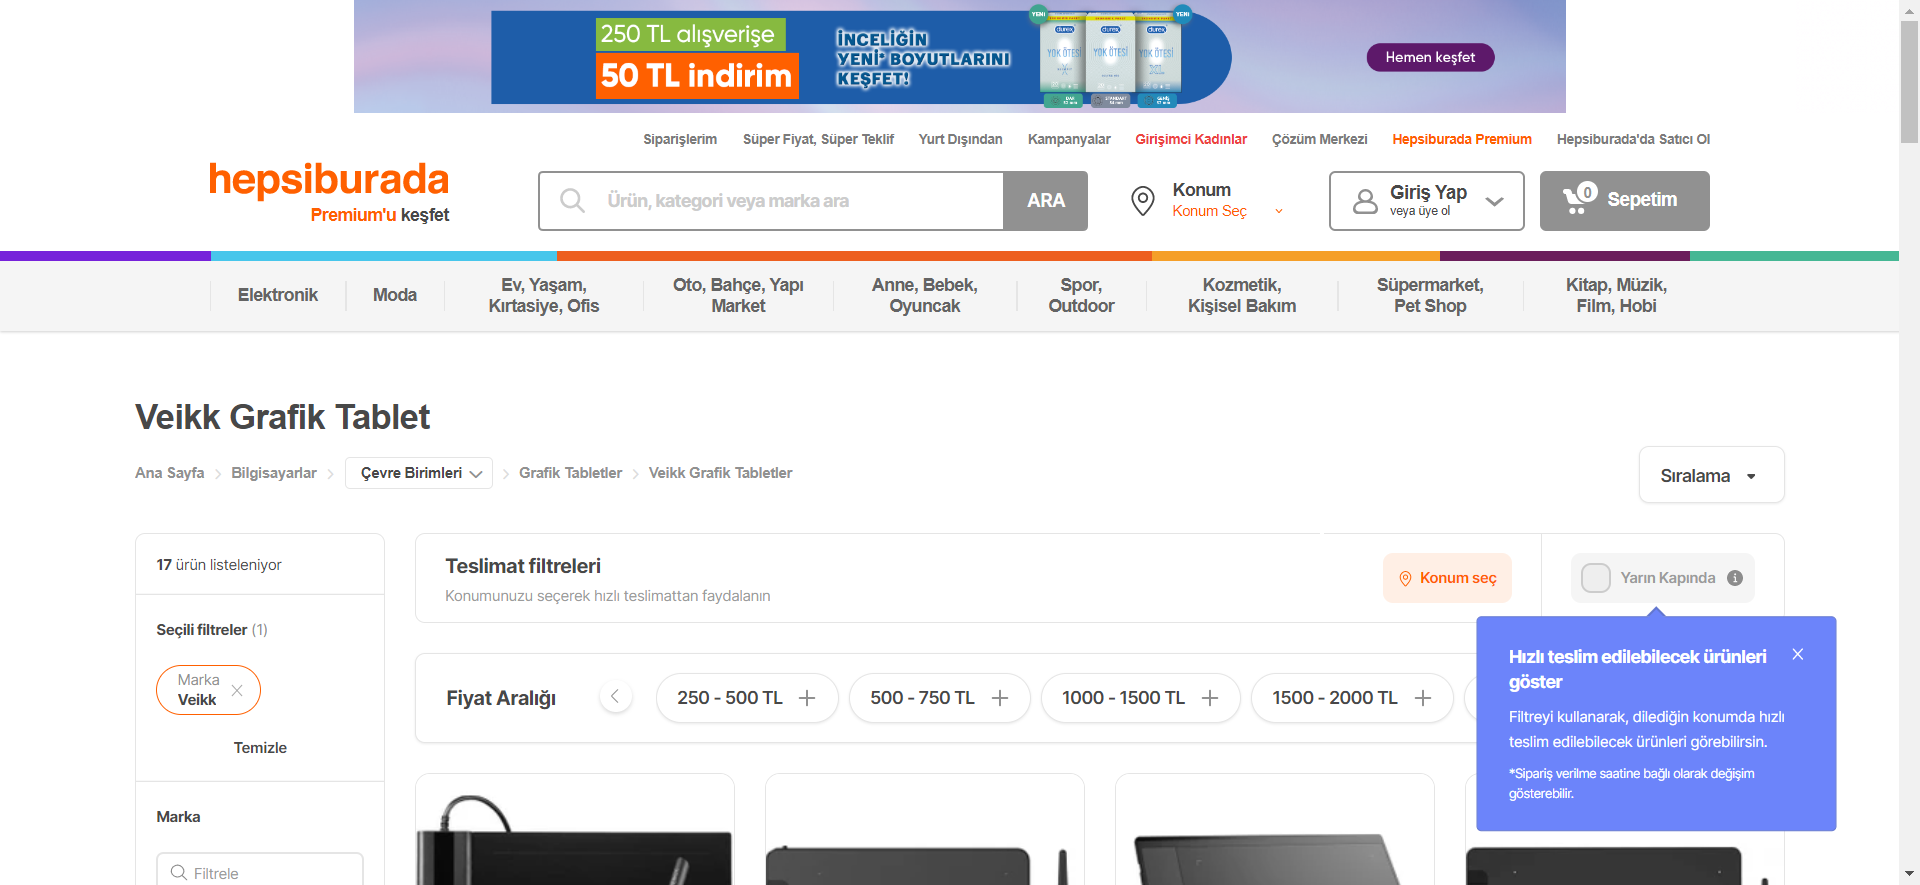 250 TL alışverişe
50 TL indirim
İNCELİĞİN
YENİ BOYUTLARINI
KEŞFET!
YENİ
YENİ
durex
durex
durex
YOK ÖTESİ
YOK ÖTESİ
YOK ÖTESİ
XL
Hemen keşfet
Siparişlerim
Süper Fiyat, Süper Teklif
Yurt Dışından
Kampanyalar
Girişimci Kadınlar
Çözüm Merkezi
Hepsiburada Premium
Hepsiburada'da Satıcı Ol
hepsiburada
Premium'u keşfet
Ürün, kategori veya marka ara
ARA
Konum
Konum Seç
Giriş Yap
veya üye ol
0
Sepetim
Elektronik
Moda
Ev, Yaşam,
Kırtasiye, Ofis
Oto, Bahçe, Yapı
Market
Anne, Bebek,
Oyuncak
Spor,
Outdoor
Kozmetik,
Kişisel Bakım
Süpermarket,
Pet Shop
Kitap, Müzik,
Film, Hobi
Veikk Grafik Tablet
Ana Sayfa
Bilgisayarlar
Çevre Birimleri
Grafik Tabletler
Veikk Grafik Tabletler
Sıralama
17 ürün listeleniyor
Seçili filtreler (1)
Marka
Veikk
Temizle
Marka
Filtrele
Teslimat filtreleri
Konumunuzu seçerek hızlı teslimattan faydalanın
Konum seç
Yarın Kapında
Fiyat Aralığı
250 - 500 TL
500 - 750 TL
1000 - 1500 TL
1500 - 2000 TL
Hızlı teslim edilebilecek ürünleri
göster
Filtreyi kullanarak, dilediğin konumda hızlı
teslim edilebilecek ürünleri görebilirsin.
*Sipariş verilme saatine bağlı olarak değişim
gösterebilir.